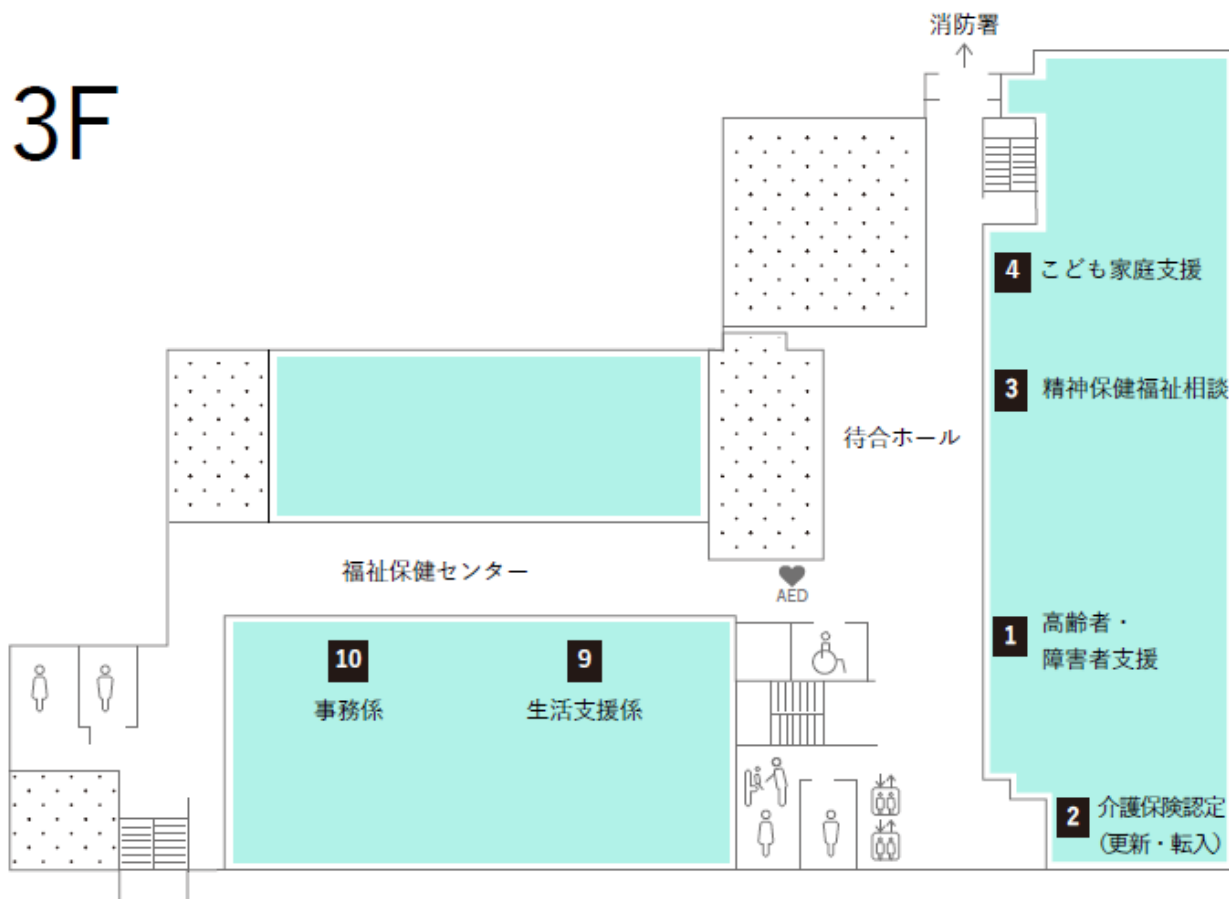 消防署
3F
4 こども家庭支援
3 精神保健福祉相談
待合ホール
福祉保健センター
AED
1 高齢者・
障害者支援
10
事務係
9
生活支援係
2 介護保険認定
（更新・転入）